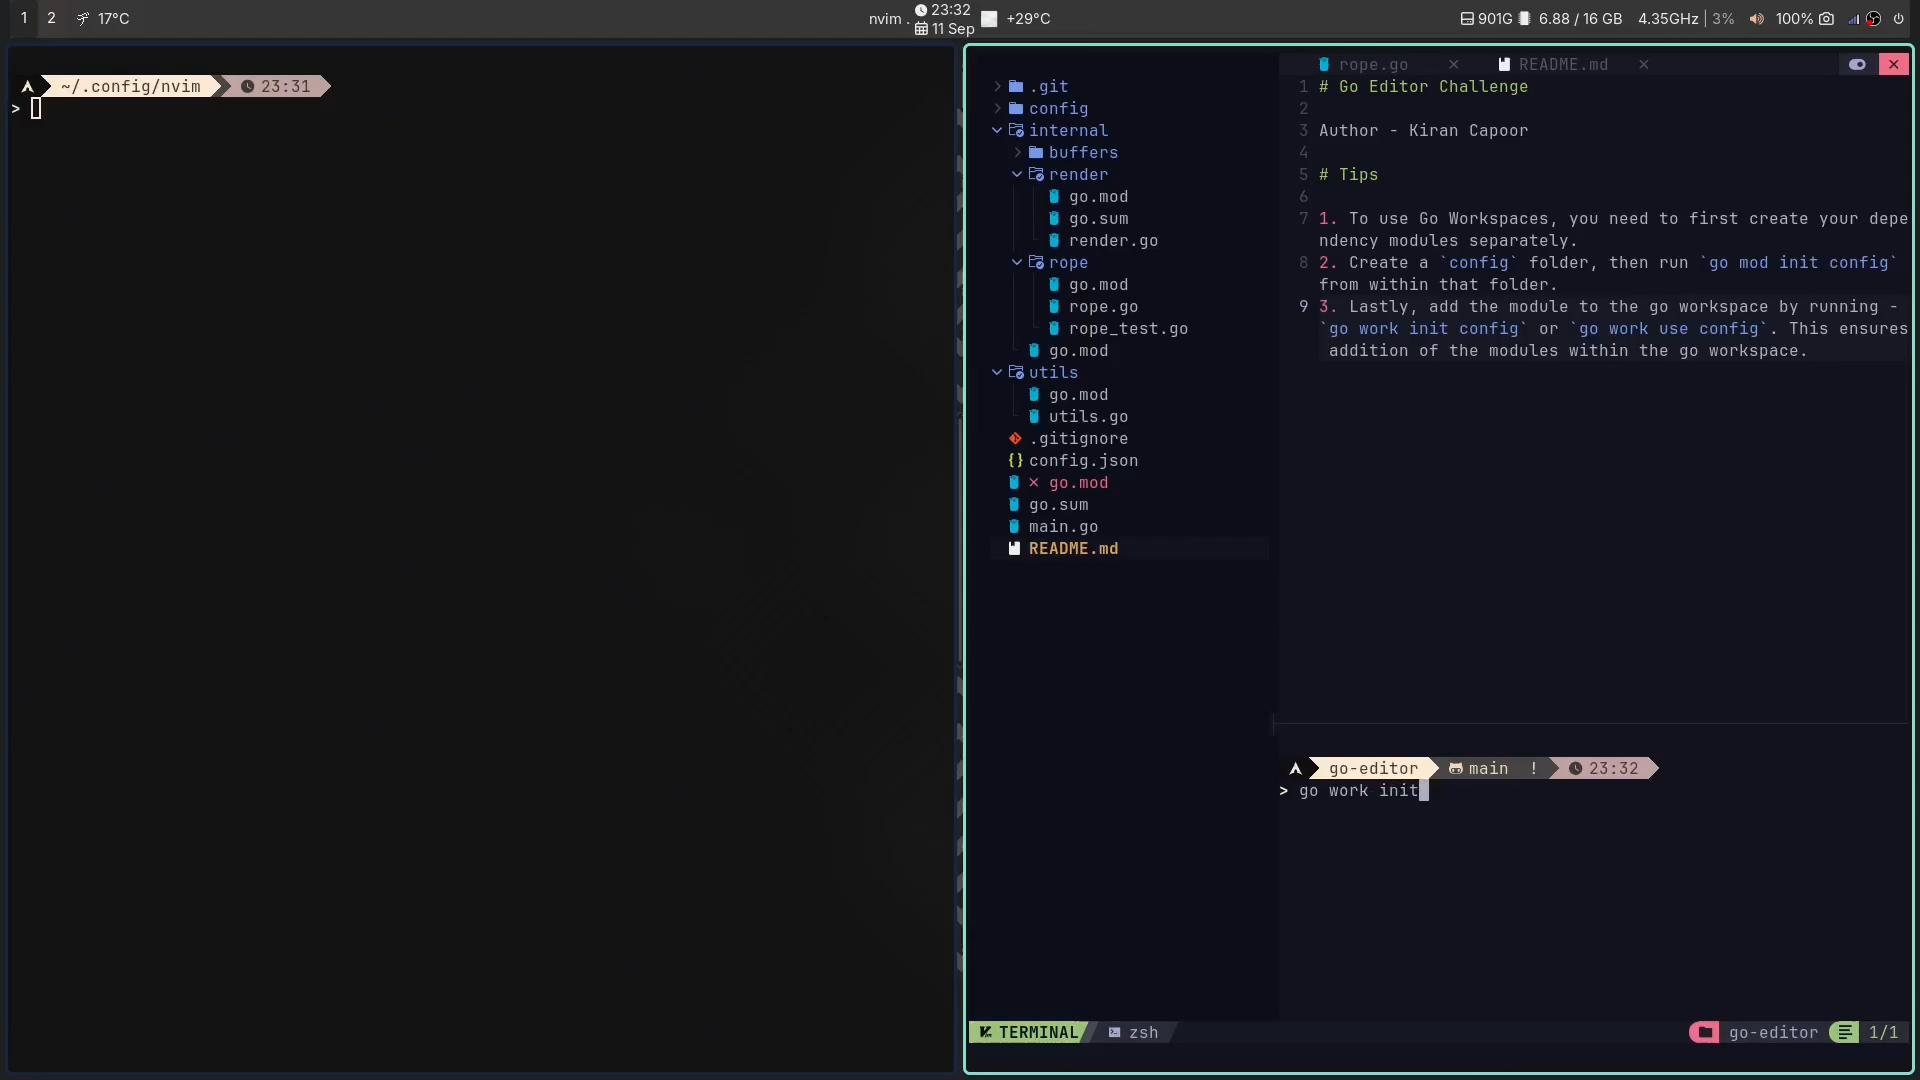 1 2 17°C
nvim .
23:32
11 Sep
+29°C
901G 6.88 / 16 GB 4.35GHz | 3% 100%
~/.config/nvim 23:31
>
.git
config
internal
buffers
render
go.mod
go.sum
render.go
rope
go.mod
rope.go
rope_test.go
go.mod
utils
go.mod
utils.go
.gitignore
{} config.json
go.mod
go.sum
main.go
README.md
rope.go README.md
1 # Go Editor Challenge
2
3 Author - Kiran Capoor
4
5 # Tips
6
7 1. To use Go Workspaces, you need to first create your depe
ndency modules separately.
8 2. Create a `config` folder, then run `go mod init config`
from within that folder.
9 3. Lastly, add the module to the go workspace by running -
`go work init config` or `go work use config`. This ensures
addition of the modules within the go workspace.
go-editor main ! 23:32
> go work init
TERMINAL zsh
go-editor 1/1